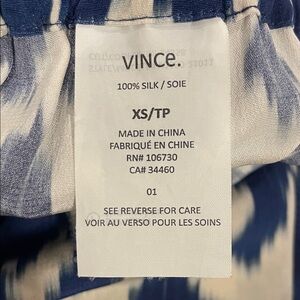 VINCE.
100% SILK / SOIE
XS/TP
MADE IN CHINA
FABRIQUÉ EN CHINE
RN# 106730
CA# 34460
01
SEE REVERSE FOR CARE
VOIR AU VERSO POUR LES SOINS